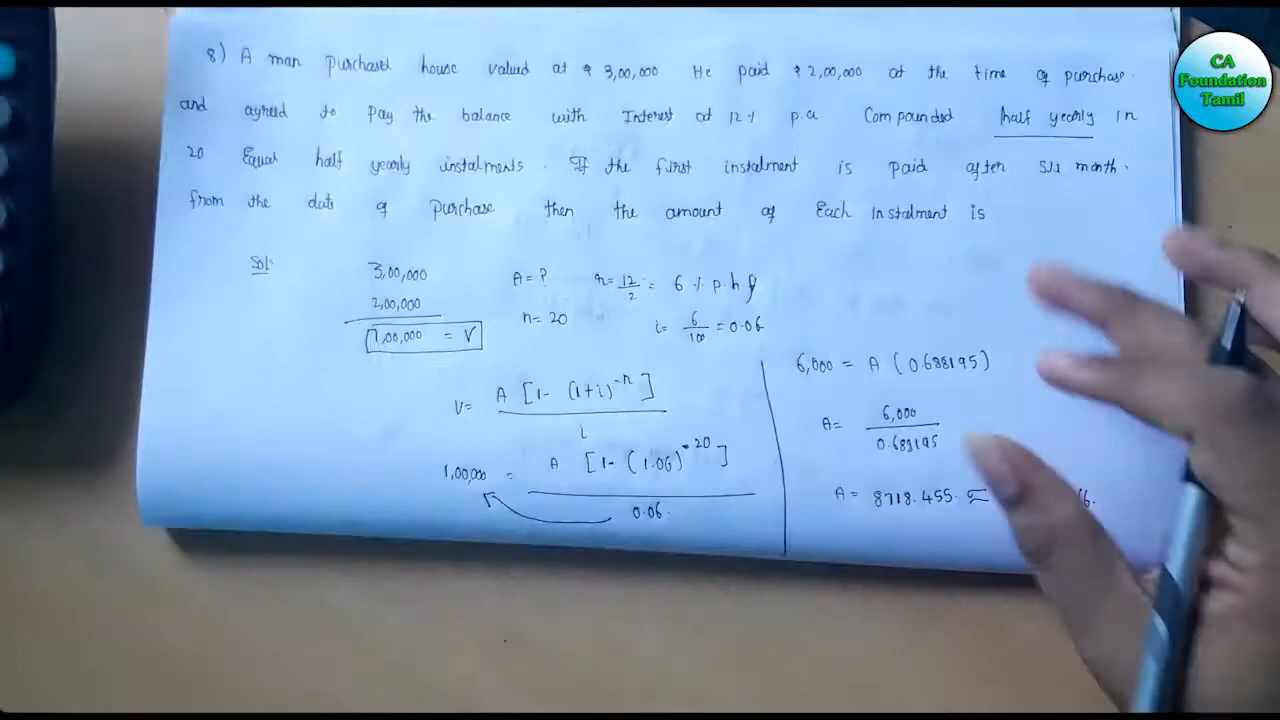 8) A man purchased house valued at ₹ 3,00,000 He paid ₹ 2,00,000 at the time of purchase.
and agreed to pay the balance with Interest at 12% p.a Compounded half yearly in
20 Equal half yearly instalments. If the first instalment is paid after six month.
from the date of purchase then the amount of Each instalment is
Sol:
3,00,000
2,00,000
1,00,000 = V
A = ? r = 12/2 = 6 % p.h.y
n = 20 i = 6/100 = 0.06
V = A [1 - (1+i)^-n] / i
1,00,000 = A [1 - (1.06)^-20] / 0.06
6,000 = A (0.688195)
A = 6,000 / 0.688195
A = 8718.455.
CA
Foundation
Tamil